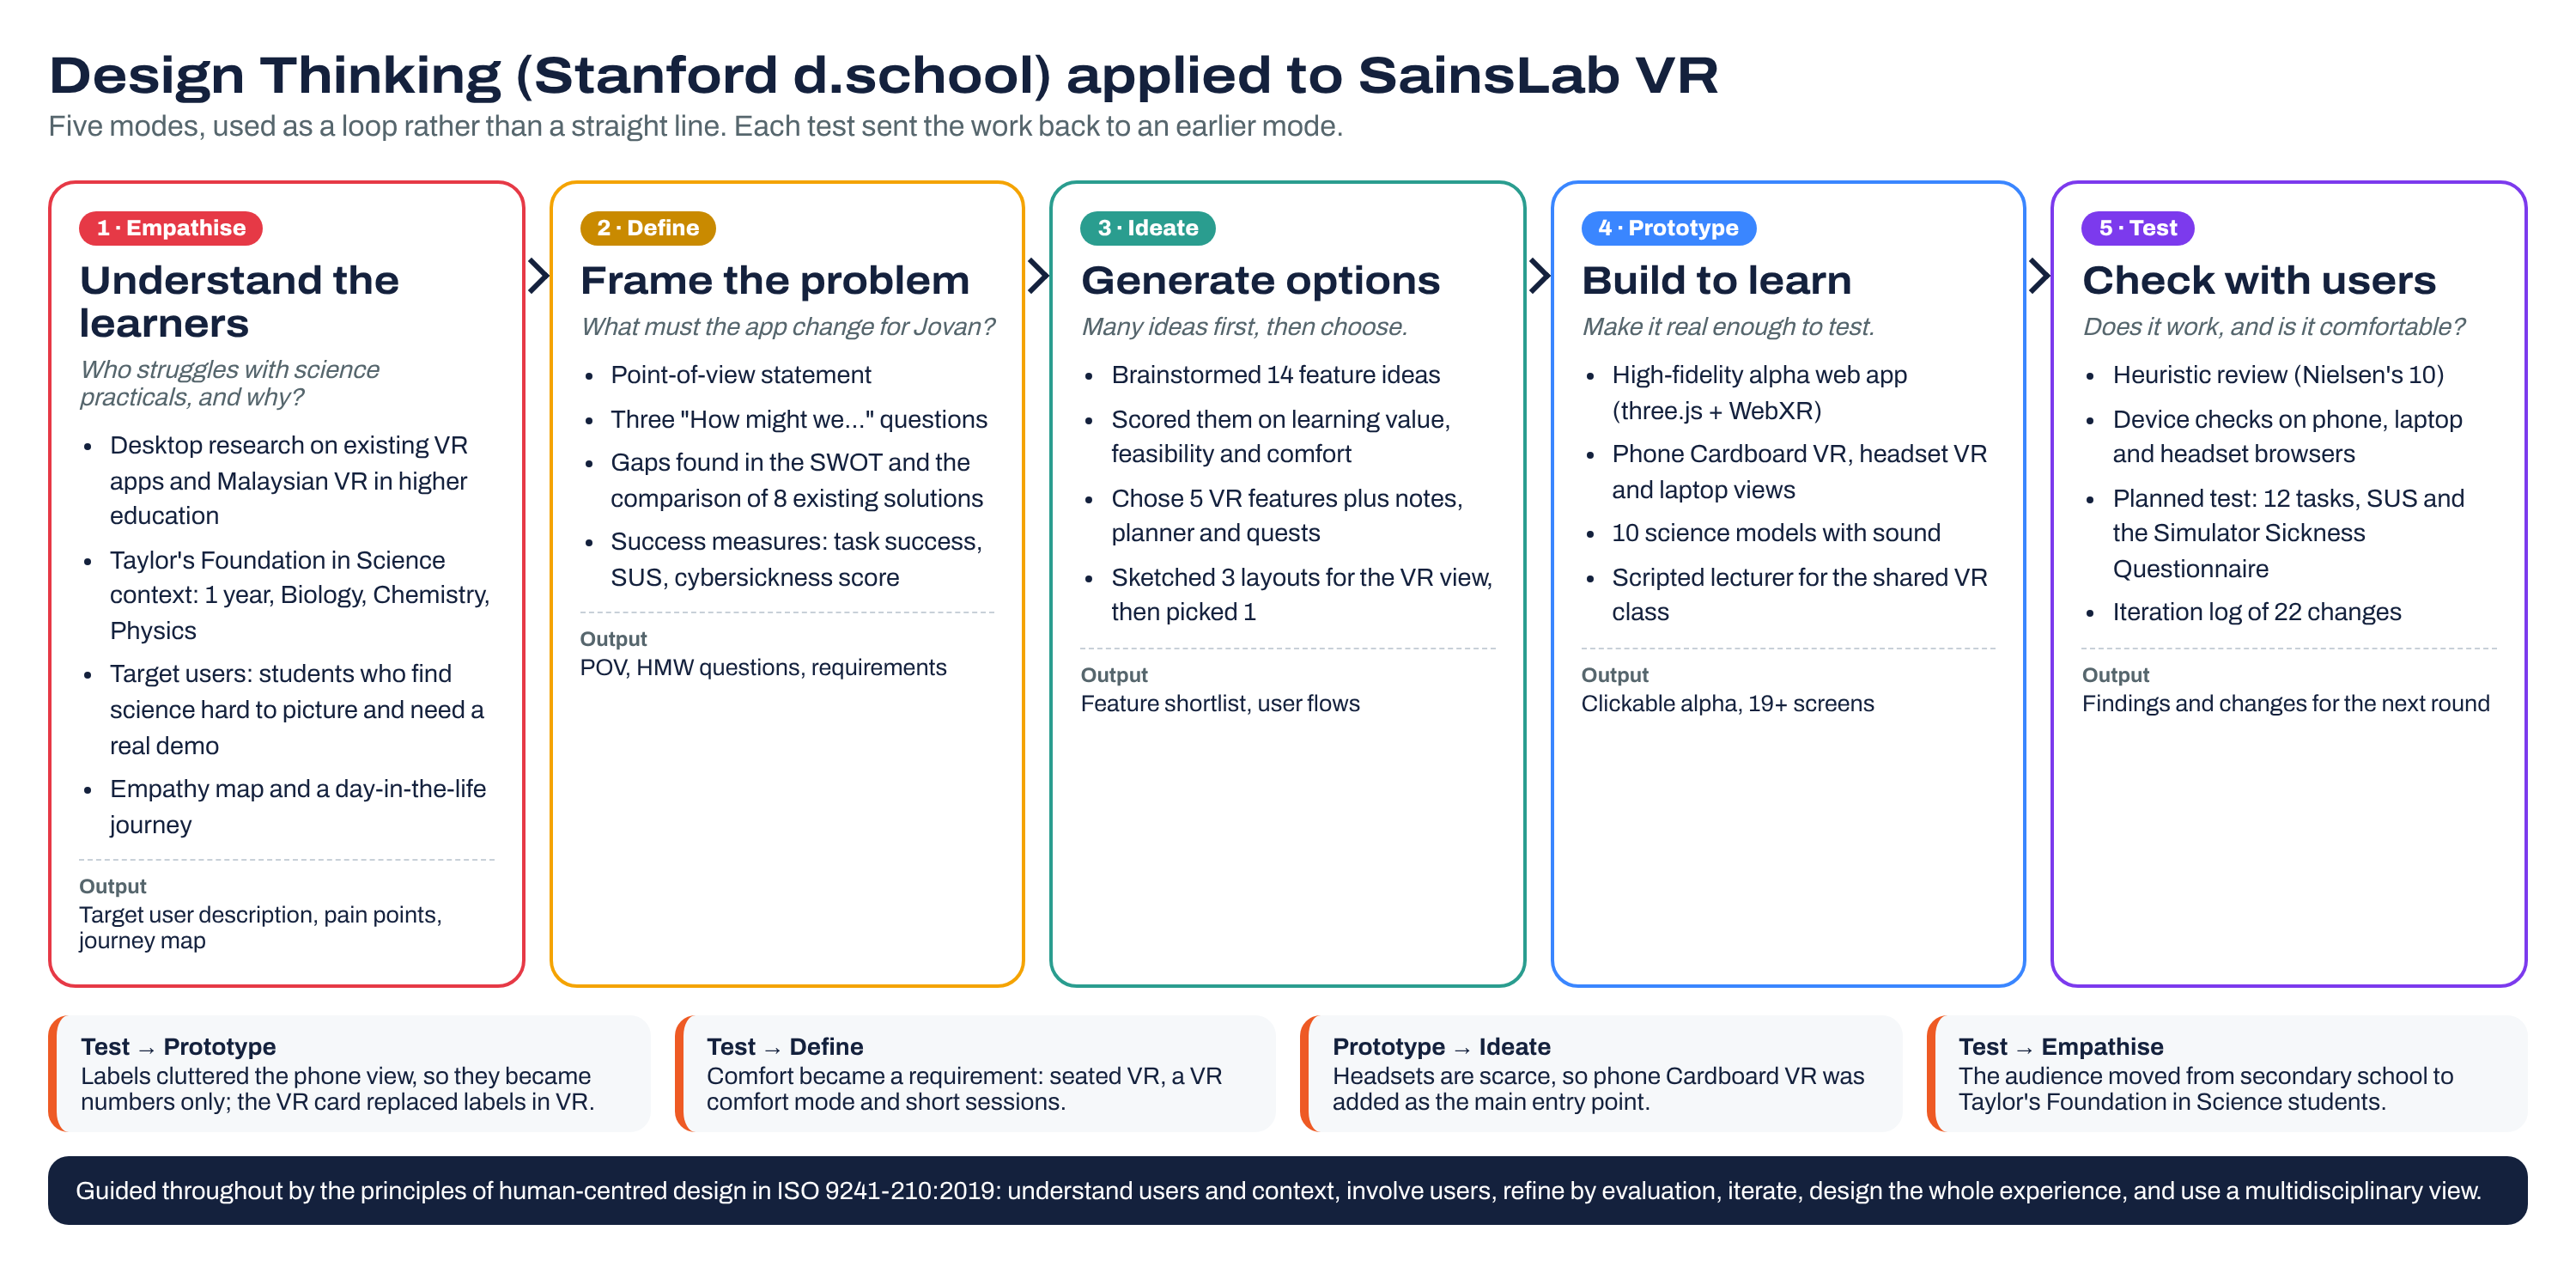 Design Thinking (Stanford d.school) applied to SainsLab VR
Five modes, used as a loop rather than a straight line. Each test sent the work back to an earlier mode.
1 · Empathise
Understand the
learners
Who struggles with science
practicals, and why?
• Desktop research on existing VR
apps and Malaysian VR in higher
education
• Taylor's Foundation in Science
context: 1 year, Biology, Chemistry,
Physics
• Target users: students who find
science hard to picture and need a
real demo
• Empathy map and a day-in-the-life
journey
Output
Target user description, pain points,
journey map
2 · Define
Frame the problem
What must the app change for Jovan?
• Point-of-view statement
• Three "How might we..." questions
• Gaps found in the SWOT and the
comparison of 8 existing solutions
• Success measures: task success,
SUS, cybersickness score
Output
POV, HMW questions, requirements
3 · Ideate
Generate options
Many ideas first, then choose.
• Brainstormed 14 feature ideas
• Scored them on learning value,
feasibility and comfort
• Chose 5 VR features plus notes,
planner and quests
• Sketched 3 layouts for the VR view,
then picked 1
Output
Feature shortlist, user flows
4 · Prototype
Build to learn
Make it real enough to test.
• High-fidelity alpha web app
(three.js + WebXR)
• Phone Cardboard VR, headset VR
and laptop views
• 10 science models with sound
• Scripted lecturer for the shared VR
class
Output
Clickable alpha, 19+ screens
5 · Test
Check with users
Does it work, and is it comfortable?
• Heuristic review (Nielsen's 10)
• Device checks on phone, laptop
and headset browsers
• Planned test: 12 tasks, SUS and
the Simulator Sickness
Questionnaire
• Iteration log of 22 changes
Output
Findings and changes for the next round
Test → Prototype
Labels cluttered the phone view, so they became
numbers only; the VR card replaced labels in VR.
Test → Define
Comfort became a requirement: seated VR, a VR
comfort mode and short sessions.
Prototype → Ideate
Headsets are scarce, so phone Cardboard VR was
added as the main entry point.
Test → Empathise
The audience moved from secondary school to
Taylor's Foundation in Science students.
Guided throughout by the principles of human-centred design in ISO 9241-210:2019: understand users and context, involve users, refine by evaluation, iterate, design the whole experience, and use a multidisciplinary view.